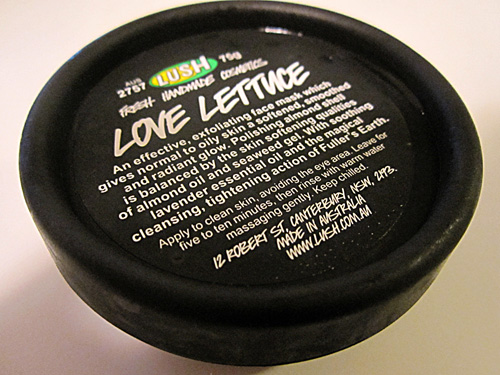 AUS
2757 LUSH 75g
FRESH HANDMADE COSMETICS
LOVE LETTUCE
An effective, exfoliating face mask which
gives normal to oily skin a softened, smoothed
and radiant glow. Polishing almond shell
is balanced by the skin softening qualities
of almond oil and seaweed gel. With soothing
lavender essential oil and the magical
cleansing, tightening action of Fuller's Earth.
Apply to clean skin, avoiding the eye area. Leave for
five to ten minutes, then rinse with warm water
massaging gently. Keep chilled.
12 ROBERT ST, CANTERBURY, NSW, 2193.
MADE IN AUSTRALIA
WWW.LUSH.COM.AU